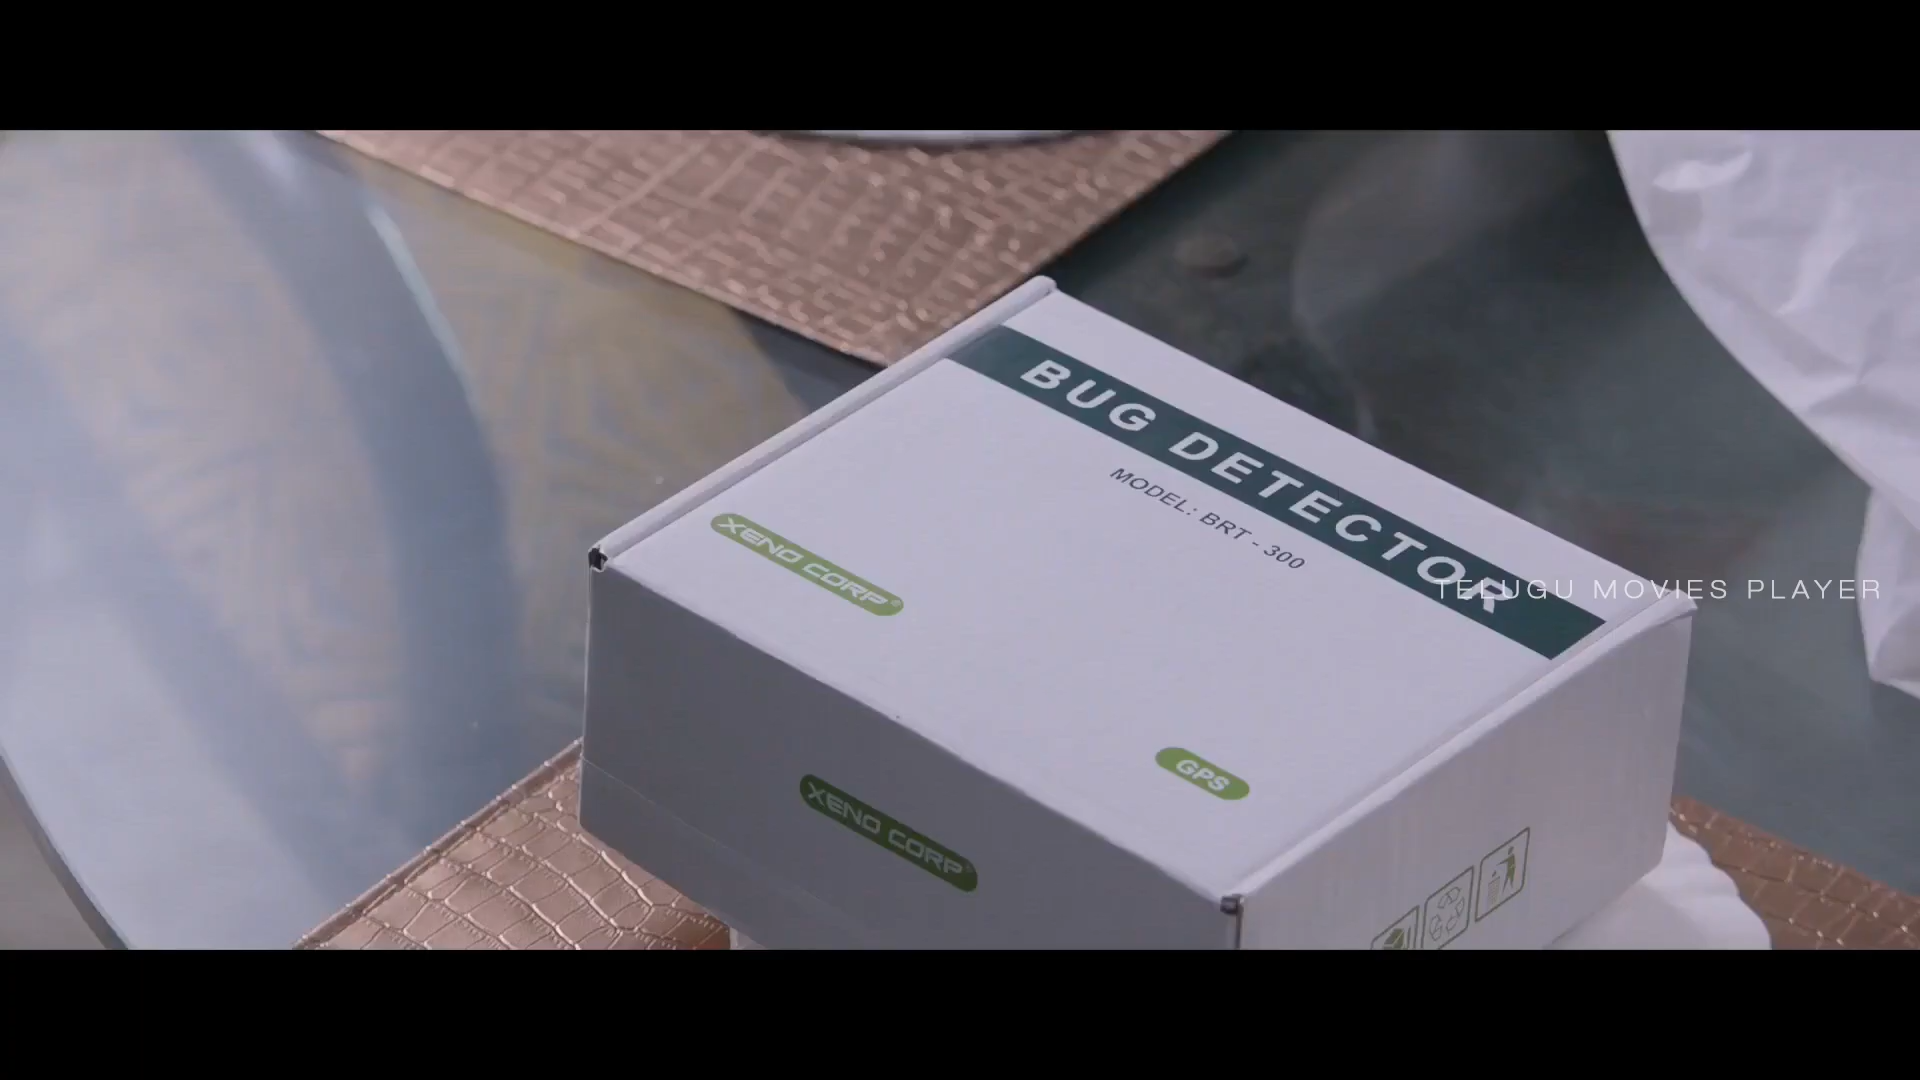 BUG DETECTOR
MODEL: BRT - 300
XENO CORP®
TELUGU MOVIES PLAYER
GPS
XENO CORP®